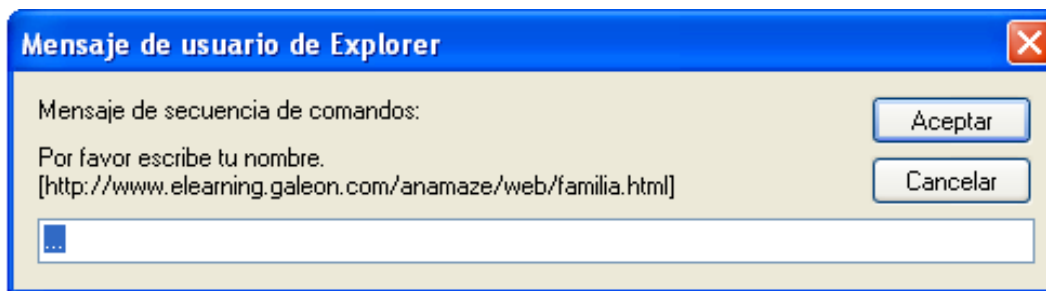 Mensaje de usuario de Explorer
Mensaje de secuencia de comandos:
Aceptar
Por favor escribe tu nombre.
[http://www.elearning.galeon.com/anamaze/web/familia.html]
Cancelar
...